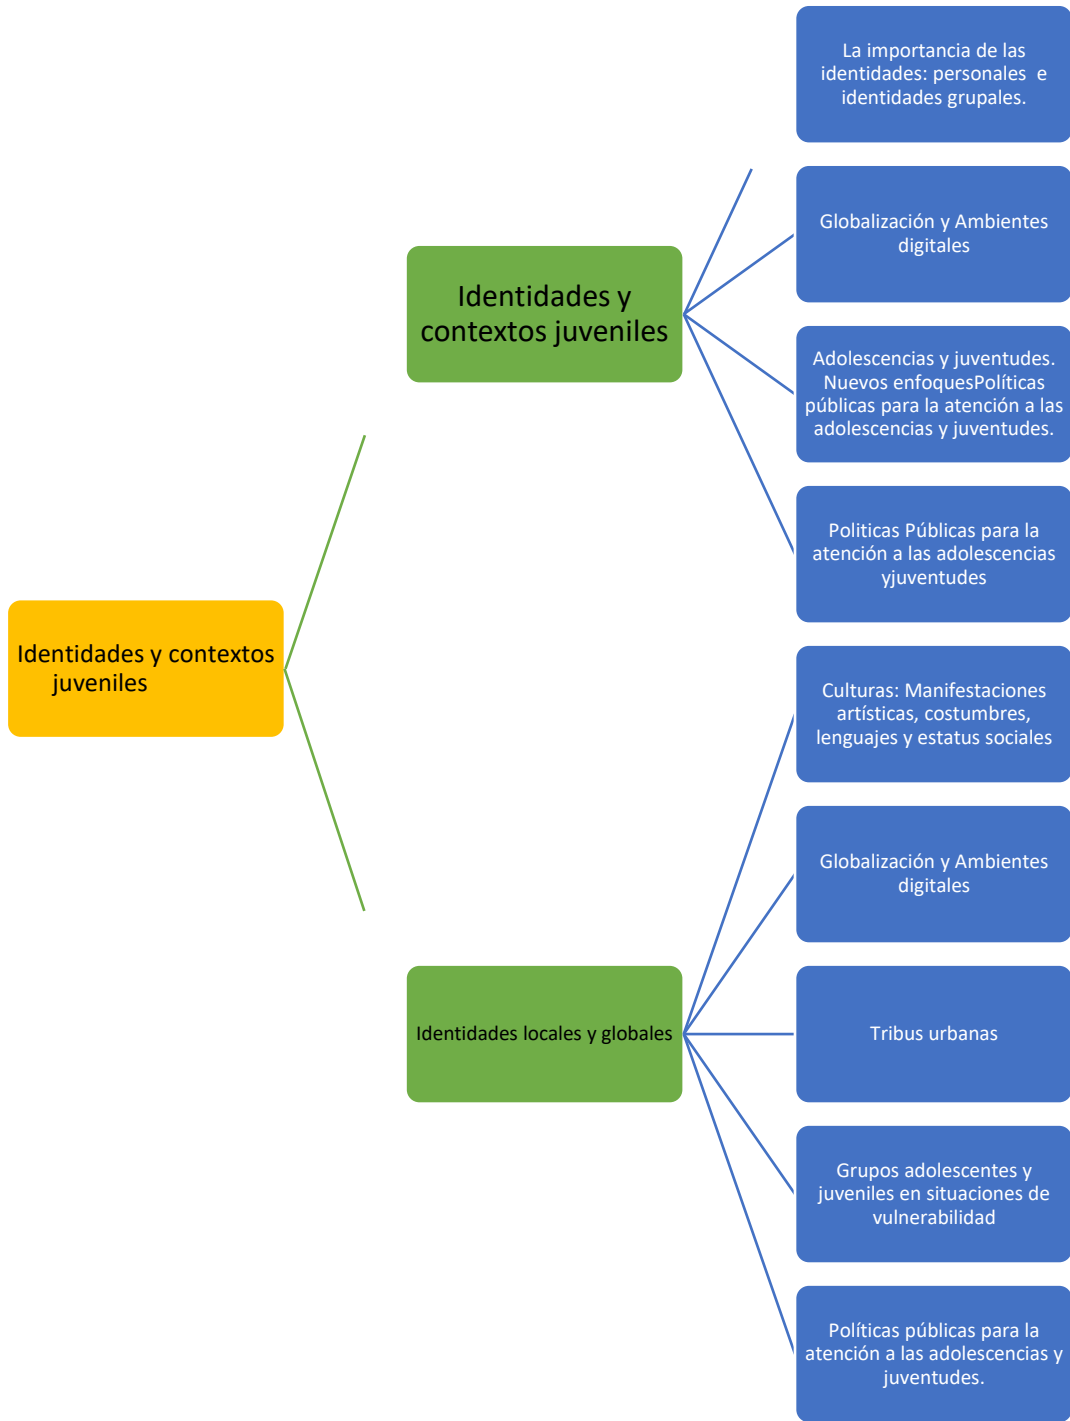 La importancia de las
identidades: personales e
identidades grupales.
Globalización y Ambientes
digitales
Identidades y
contextos juveniles
Adolescencias y juventudes.
Nuevos enfoquesPolíticas
públicas para la atención a las
adolescencias y juventudes.
Politicas Públicas para la
atención a las adolescencias
yjuventudes
Identidades y contextos
juveniles
Culturas: Manifestaciones
artísticas, costumbres,
lenguajes y estatus sociales
Globalización y Ambientes
digitales
Identidades locales y globales
Tribus urbanas
Grupos adolescentes y
juveniles en situaciones de
vulnerabilidad
Políticas públicas para la
atención a las adolescencias y
juventudes.